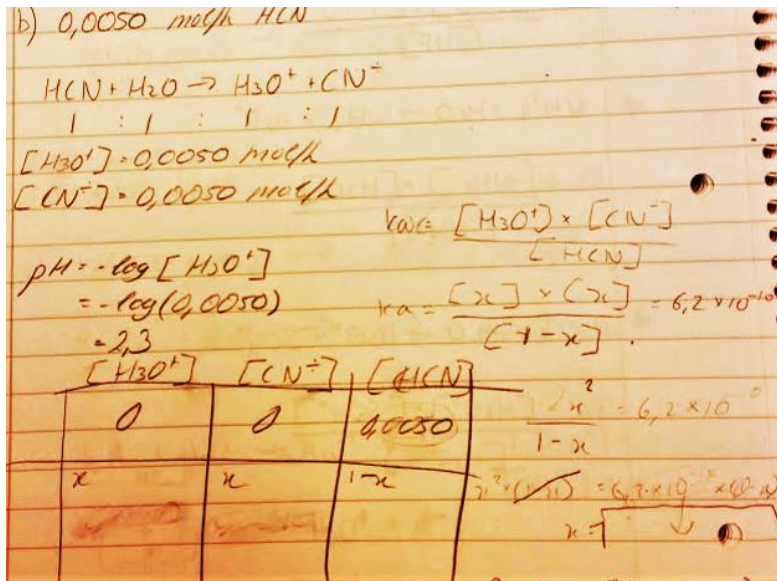 b) 0,0050 mol/L HCN
HCN + H2O → H3O⁺ + CN⁻
1 : 1 : 1 : 1
[H3O⁺] = 0,0050 mol/L
[CN⁻] = 0,0050 mol/L
pH = -log [H3O⁺]
= -log(0,0050)
= 2,3
[H3O⁺] [CN⁻] [HCN]
0 0 0,0050
x x 1-x
[H3O⁺] × [CN⁻]
[HCN]
ka = [x] × [x] = 6,2 × 10⁻¹⁰
[1-x]
x² = 6,2 × 10
1-x
x =